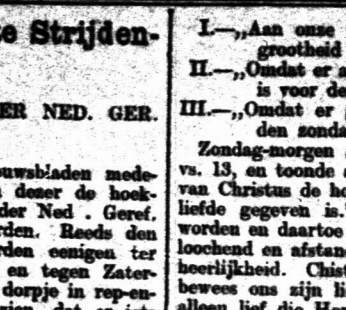 Strijden-
ER NED. GER.
uwsbladen mede-
dezer de hoek-
der Ned . Geref.
rden. Reeds den
rden eenigen ter
en tegen Zater-
dorpje in rep-en-
I.—„Aan onze
grootheid
II.—„Omdat er a
is voor de
III.—„Omdat er
den zonda
Zondag-morgen
vs. 13, en toonde
van Christus de h
liefde gegeven is."
worden en daartoe
loochend en afstan
heerlijkheid. Chist
bewees ons zijn li
alleen lief die He